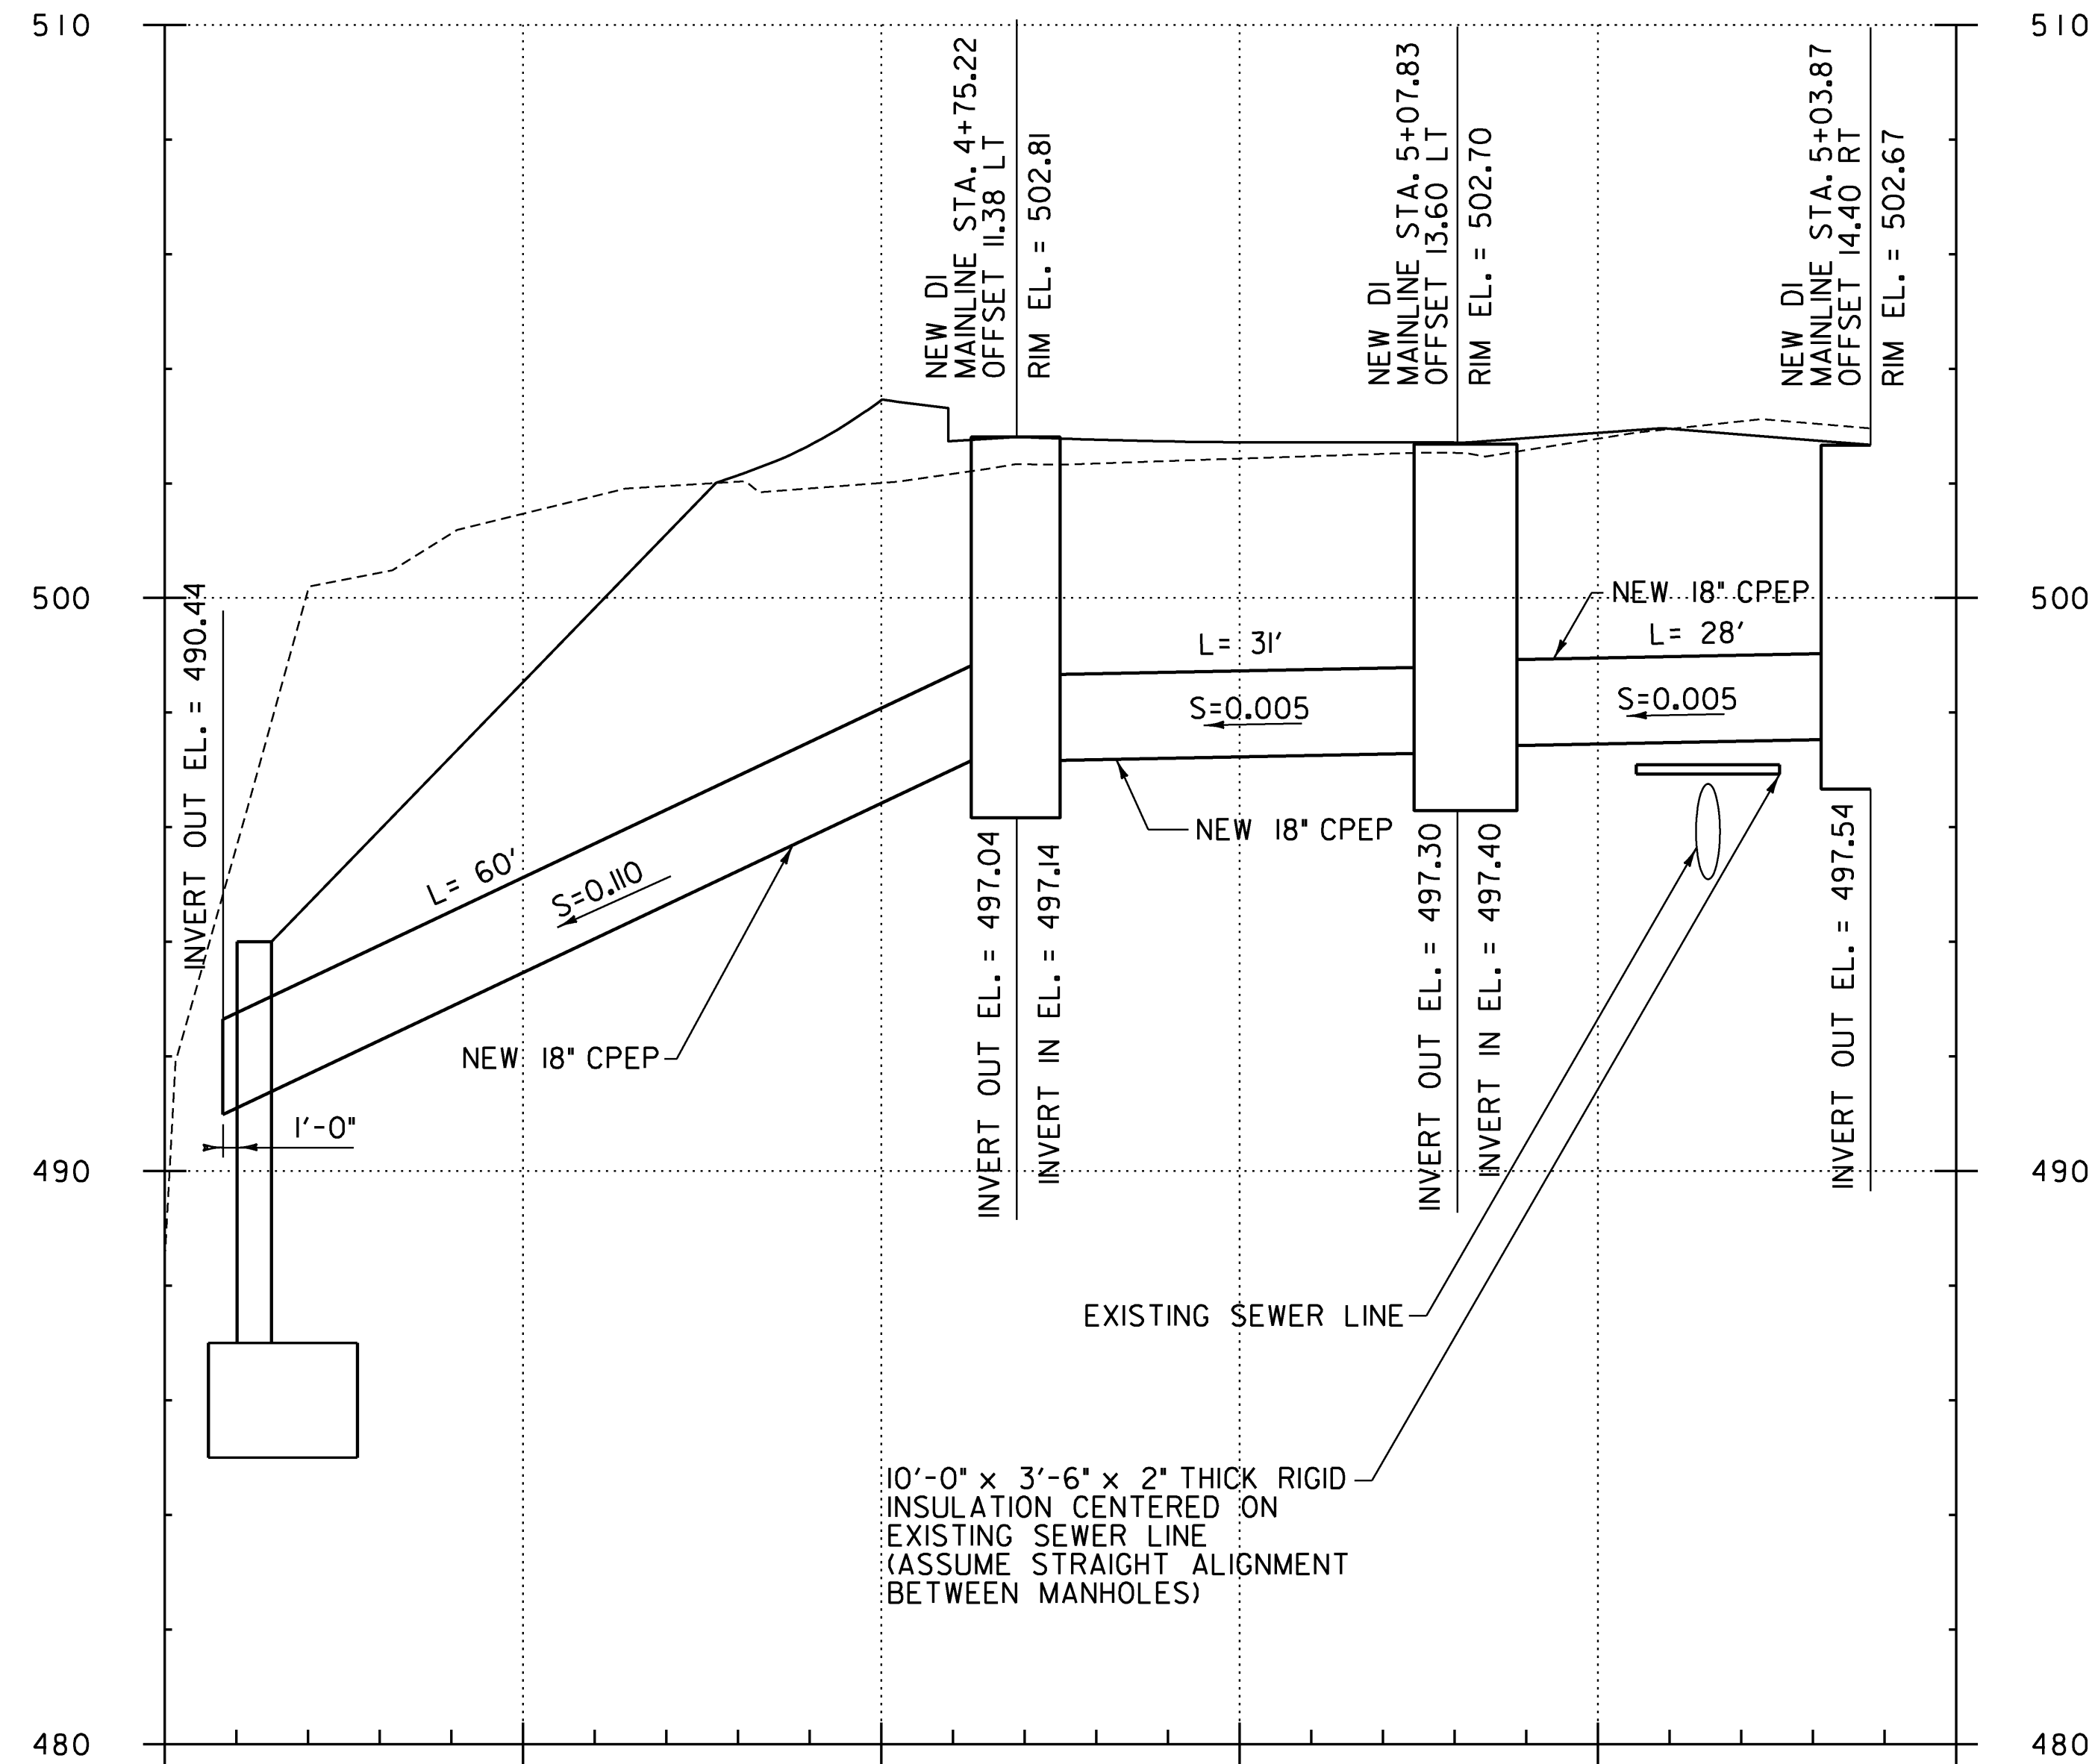 510
510
NEW DI
MAINLINE STA. 4+75.22
OFFSET 11.38 LT
RIM EL. = 502.81
NEW DI
MAINLINE STA. 5+07.83
OFFSET 13.60 LT
RIM EL. = 502.70
NEW DI
MAINLINE STA. 5+03.87
OFFSET 14.40 RT
RIM EL. = 502.67
500
500
INVERT OUT EL. = 490.44
NEW 18" CPEP
L= 31'
L= 28'
S=0.005
S=0.005
NEW 18" CPEP
L= 60'
S=0.110
NEW 18" CPEP
1'-0"
INVERT OUT EL. = 497.04
INVERT IN EL. = 497.14
INVERT OUT EL. = 497.30
INVERT IN EL. = 497.40
INVERT OUT EL. = 497.54
490
490
EXISTING SEWER LINE
10'-0" x 3'-6" x 2" THICK RIGID
INSULATION CENTERED ON
EXISTING SEWER LINE
(ASSUME STRAIGHT ALIGNMENT
BETWEEN MANHOLES)
480
480